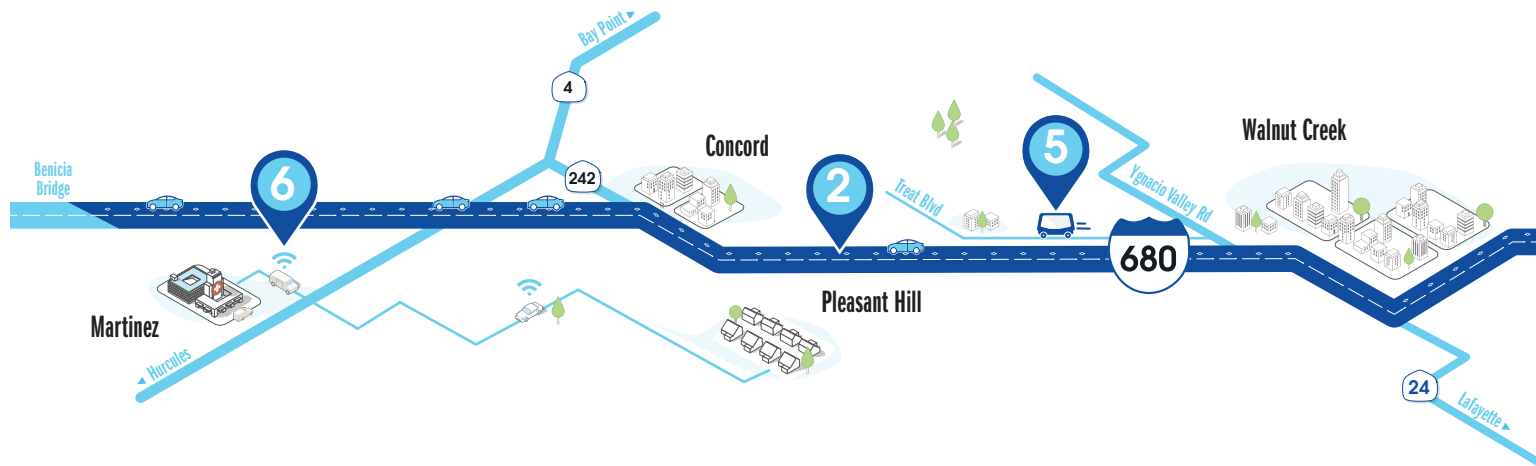 Bay Point ►
4
Benicia
Bridge
6
242
Concord
2
Treat Blvd
5
Ygnacio Valley Rd
Walnut Creek
680
Martinez
◄ Hurcules
Pleasant Hill
24
Lafayette ►